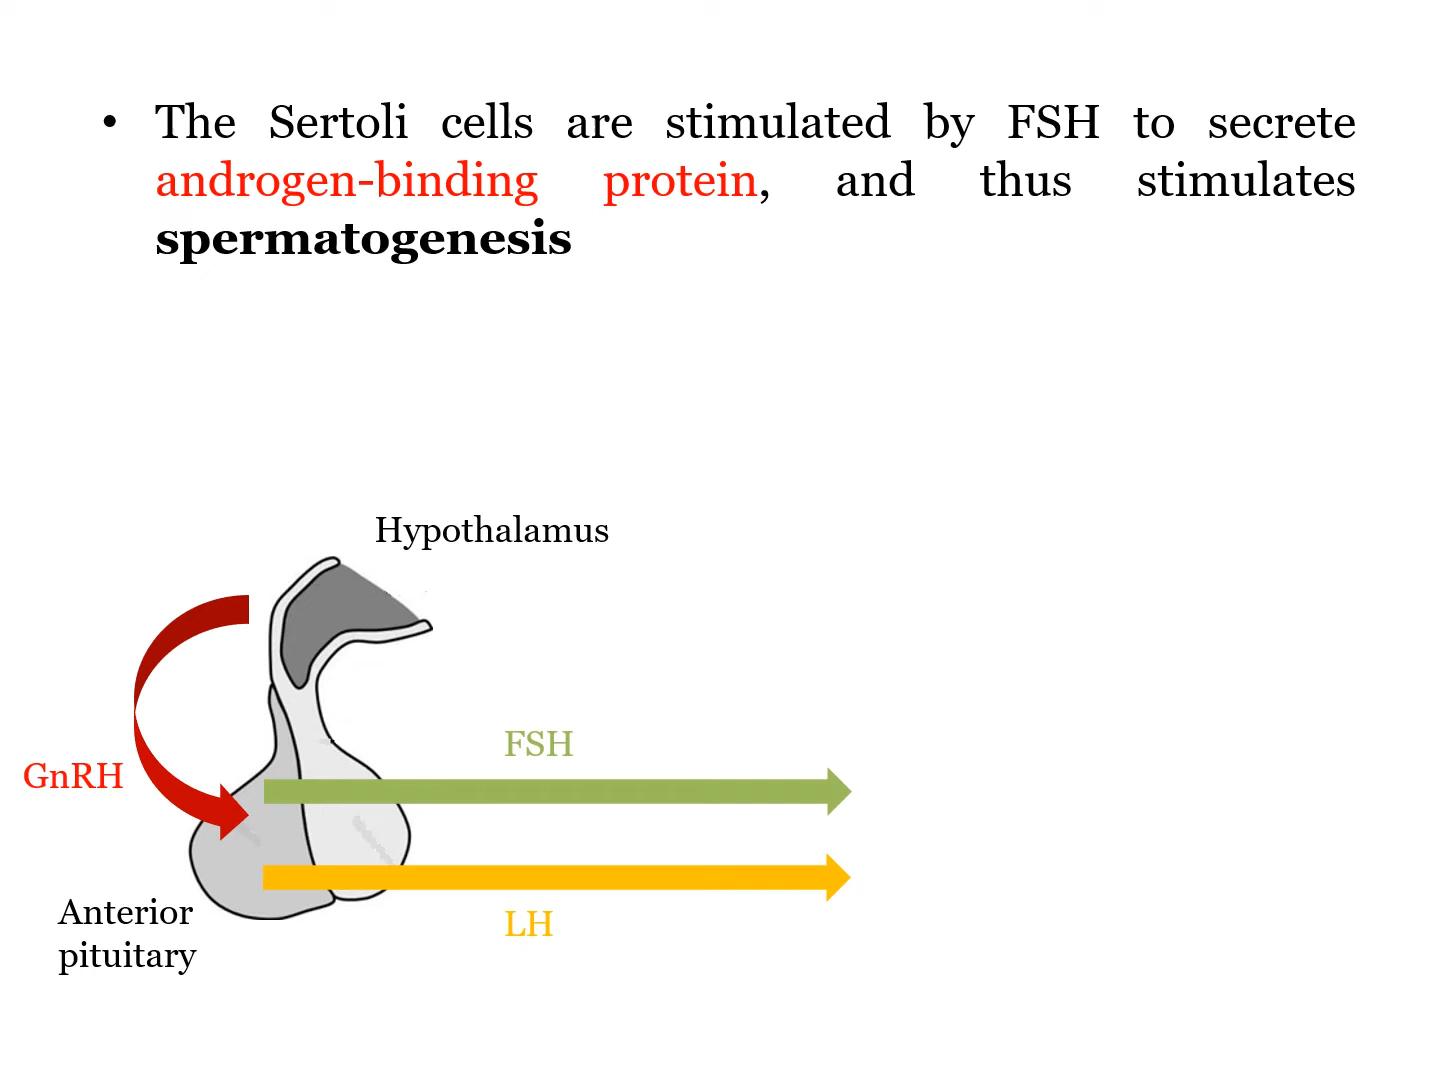 • The Sertoli cells are stimulated by FSH to secrete
androgen-binding protein, and thus stimulates
spermatogenesis
Hypothalamus
FSH
GnRH
Anterior
pituitary
LH